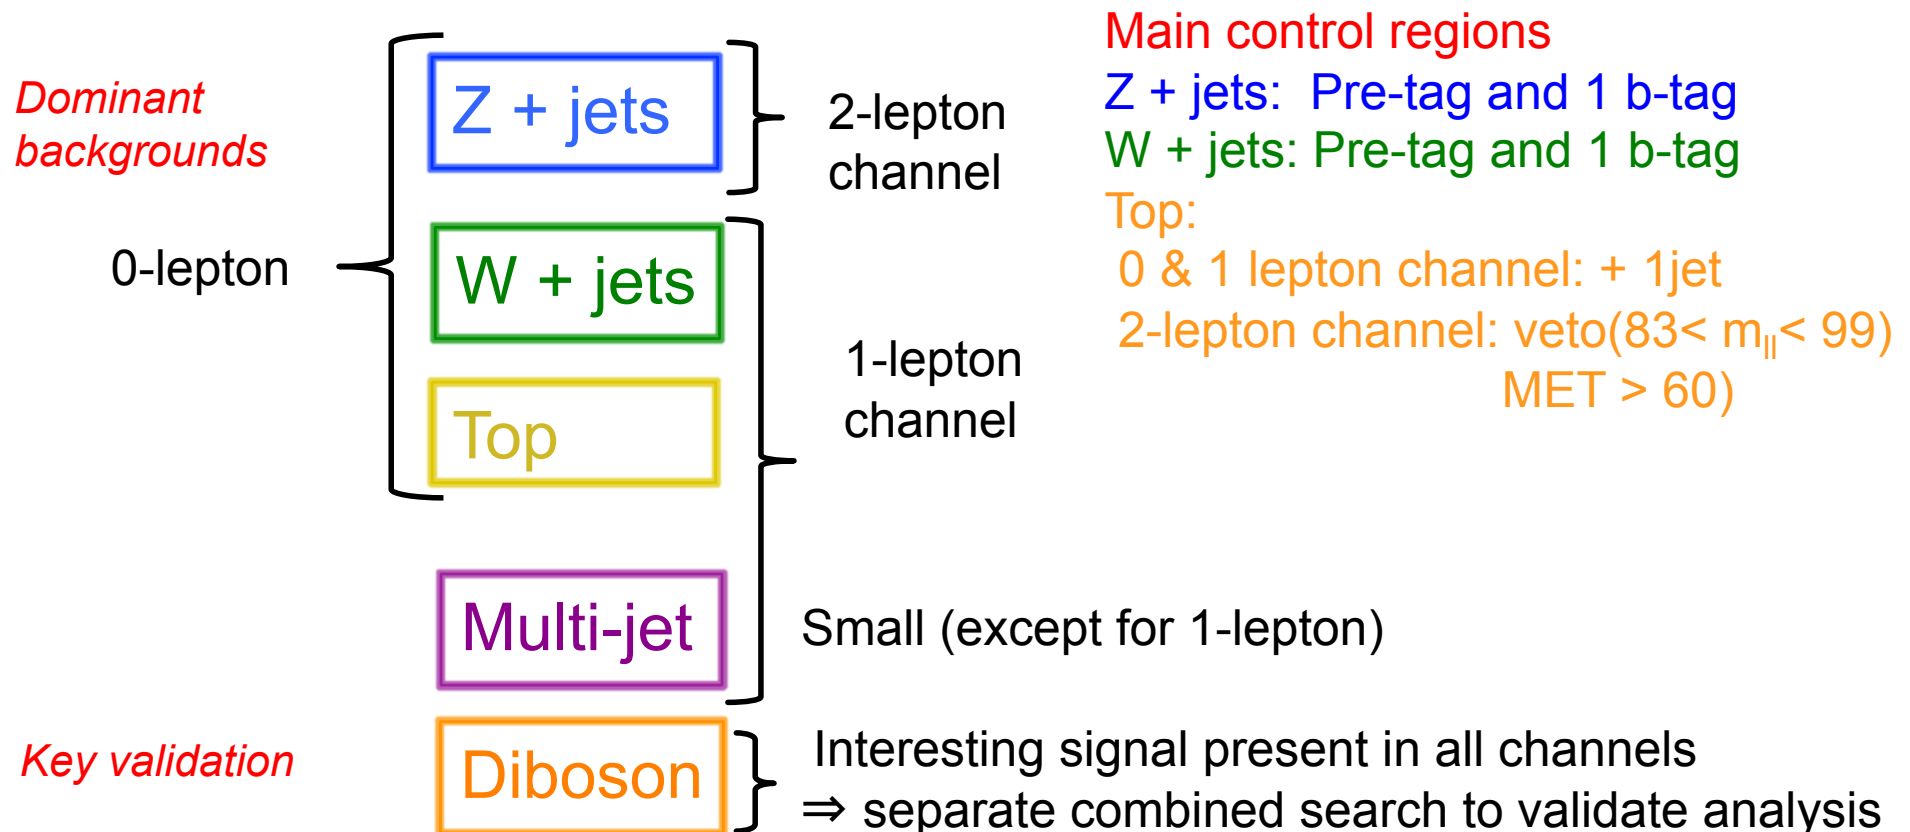 Dominant
backgrounds
0-lepton
Z + jets
2-lepton
channel
W + jets
Top
1-lepton
channel
Multi-jet
Small (except for 1-lepton)
Key validation
Diboson
Interesting signal present in all channels
⇒ separate combined search to validate analysis
Main control regions
Z + jets: Pre-tag and 1 b-tag
W + jets: Pre-tag and 1 b-tag
Top:
0 & 1 lepton channel: + 1jet
2-lepton channel: veto(83< mll< 99)
MET > 60)